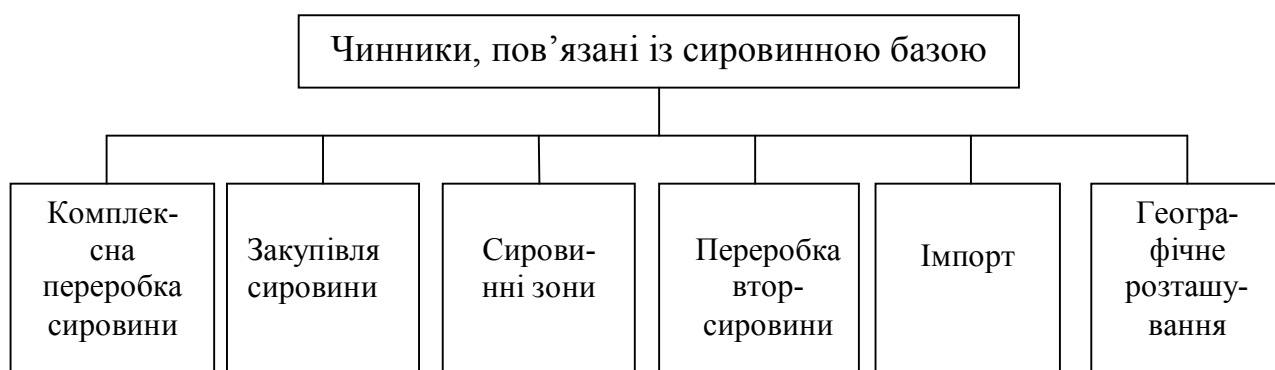 Чинники, пов’язані із сировинною базою
Комплек-
сна
переробка
сировини
Закупівля
сировини
Сирови-
нні зони
Переробка
втор-
сировини
Імпорт
Геогра-
фічне
розташу-
вання